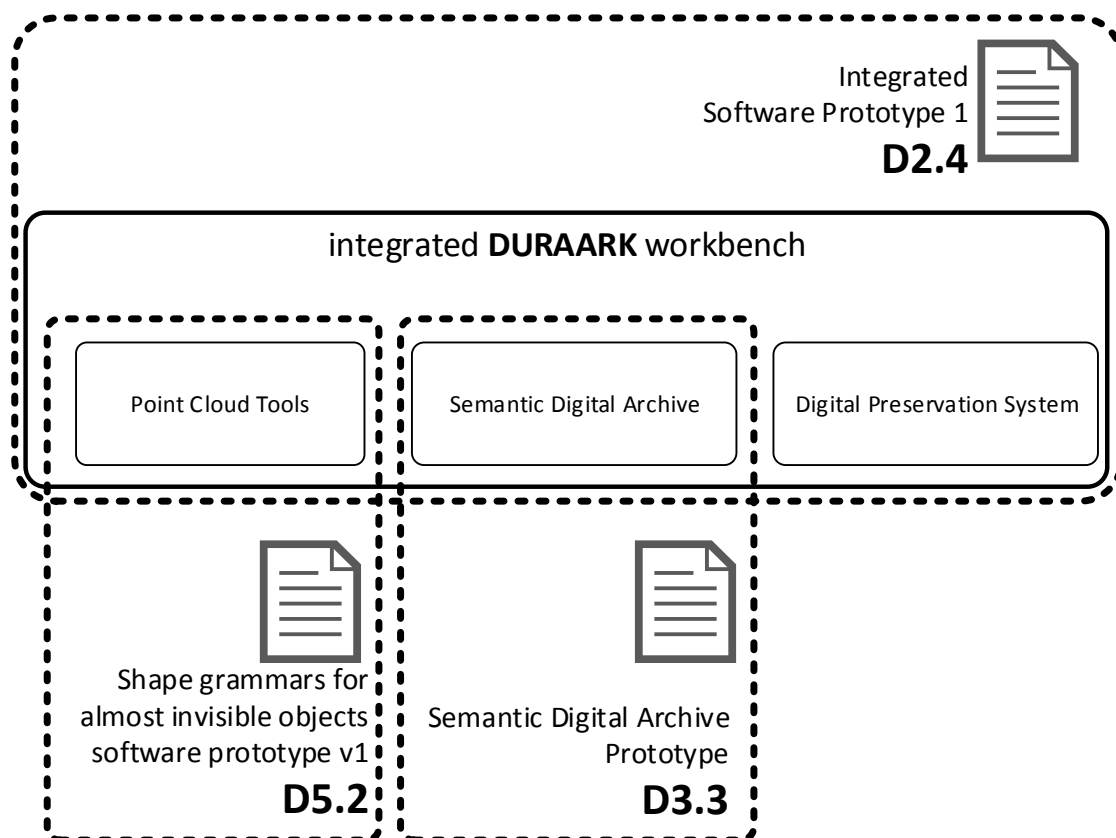 Integrated
Software Prototype 1
D2.4
integrated DURAARK workbench
Point Cloud Tools
Semantic Digital Archive
Digital Preservation System
Shape grammars for
almost invisible objects
software prototype v1
D5.2
Semantic Digital Archive
Prototype
D3.3